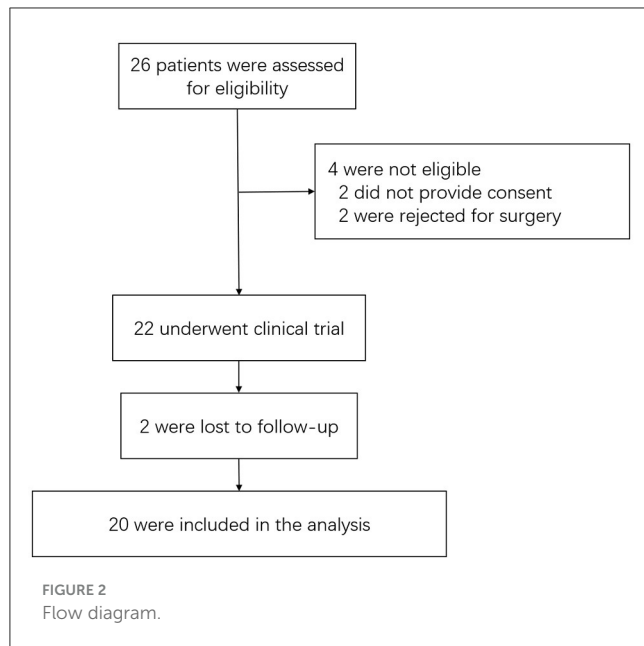 26 patients were assessed
for eligibility
4 were not eligible
2 did not provide consent
2 were rejected for surgery
22 underwent clinical trial
2 were lost to follow-up
20 were included in the analysis
FIGURE 2
Flow diagram.